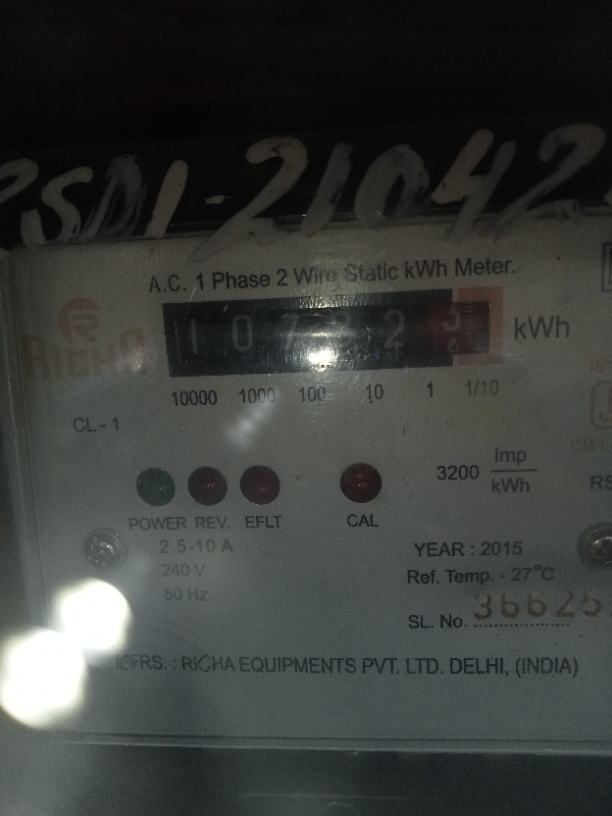 PSD1-21042
A.C. 1 Phase 2 Wire Static kWh Meter.
RiCHA
kWh
10000 1000 100 10 1 1/10
CL.-1
3200 Imp
kWh
POWER REV. EFLT CAL
2.5-10 A
240 V.
50 Hz.
YEAR : 2015
Ref. Temp. - 27°C
SL. No. 36625
MFRS. : RiCHA EQUIPMENTS PVT. LTD. DELHI, (INDIA)